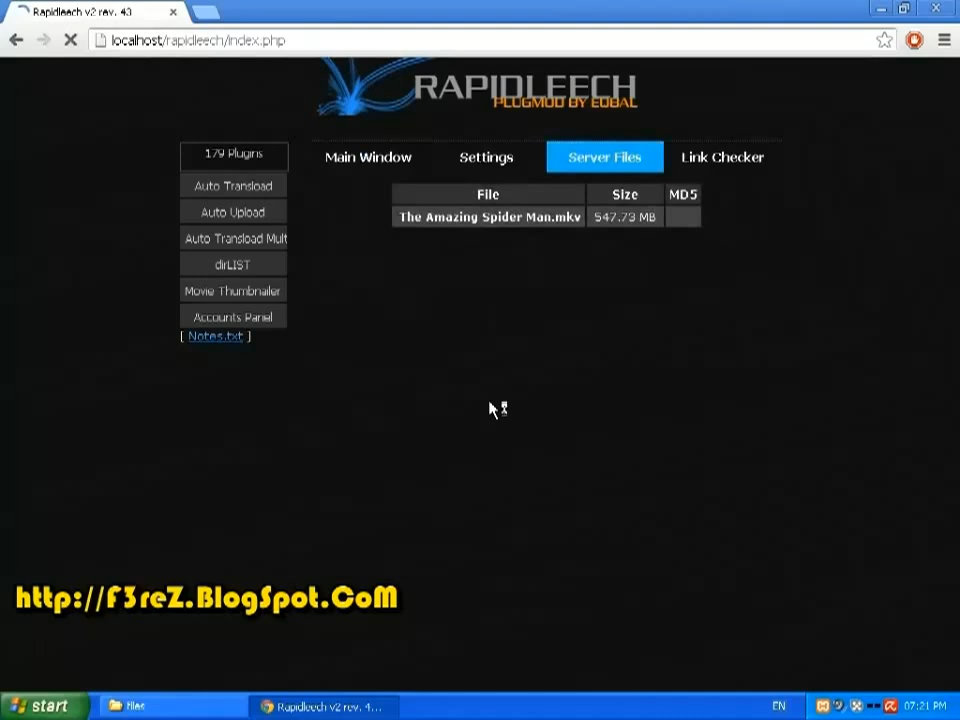 Rapidleech v2 rev. 43
localhost/rapidleech/index.php
RAPIDLEECH
PLUGMOD BY EQBAL
179 Plugins
Main Window
Settings
Server Files
Link Checker
Auto Transload
Auto Upload
Auto Transload Mult
dirLIST
Movie Thumbnailer
Accounts Panel
[ Notes.txt ]
File Size MD5
The Amazing Spider Man.mkv 547.73 MB
http://F3reZ.BlogSpot.CoM
start
files
Rapidleech v2 rev. 4...
EN
07:21 PM